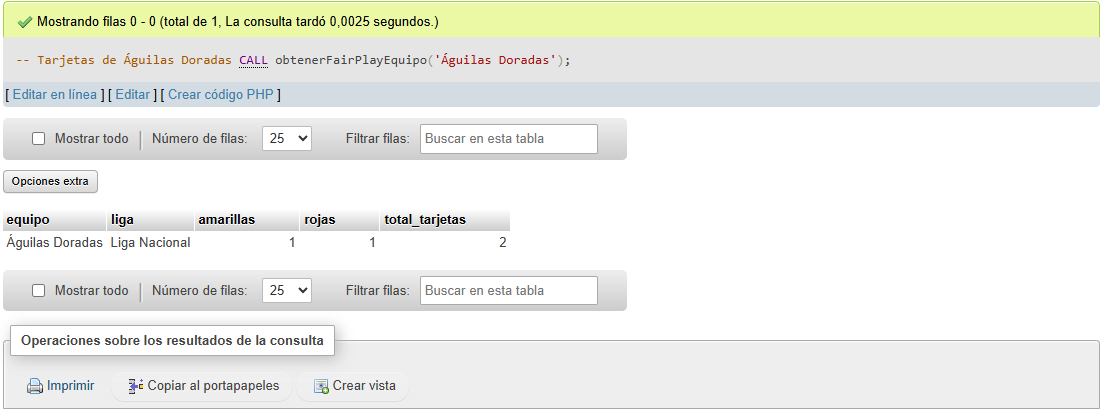 Mostrando filas 0 - 0 (total de 1, La consulta tardó 0,0025 segundos.)
-- Tarjetas de Águilas Doradas CALL obtenerFairPlayEquipo('Águilas Doradas');
[ Editar en línea ] [ Editar ] [ Crear código PHP ]
Mostrar todo Número de filas: 25 Filtrar filas: Buscar en esta tabla
Opciones extra
equipo liga amarillas rojas total_tarjetas
Águilas Doradas Liga Nacional 1 1 2
Mostrar todo Número de filas: 25 Filtrar filas: Buscar en esta tabla
Operaciones sobre los resultados de la consulta
Imprimir Copiar al portapapeles Crear vista